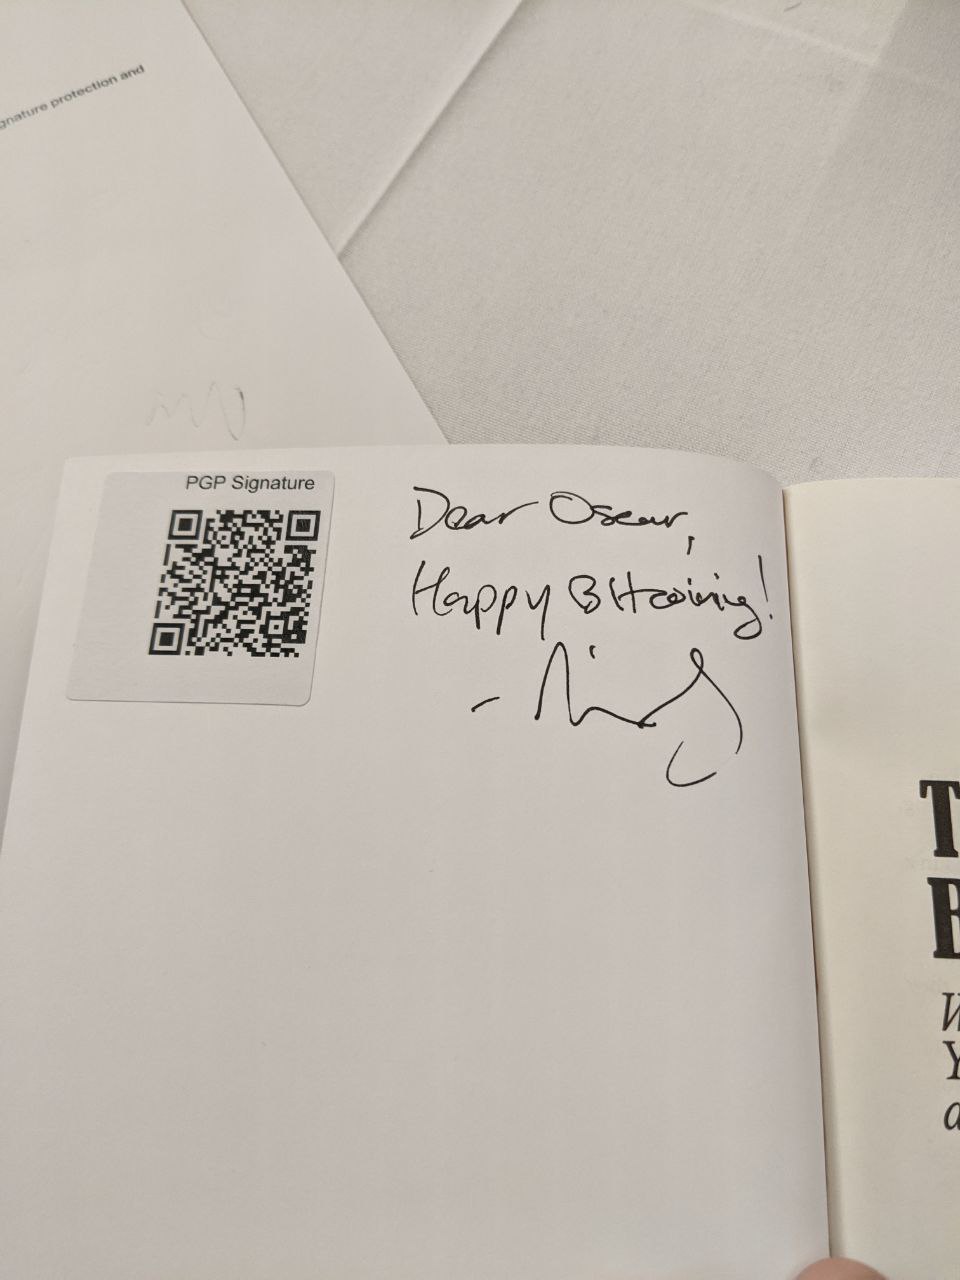 gnature protection and
PGP Signature
Dear Oscar,
Happy Bitcoining!
T
B
W
Y
a